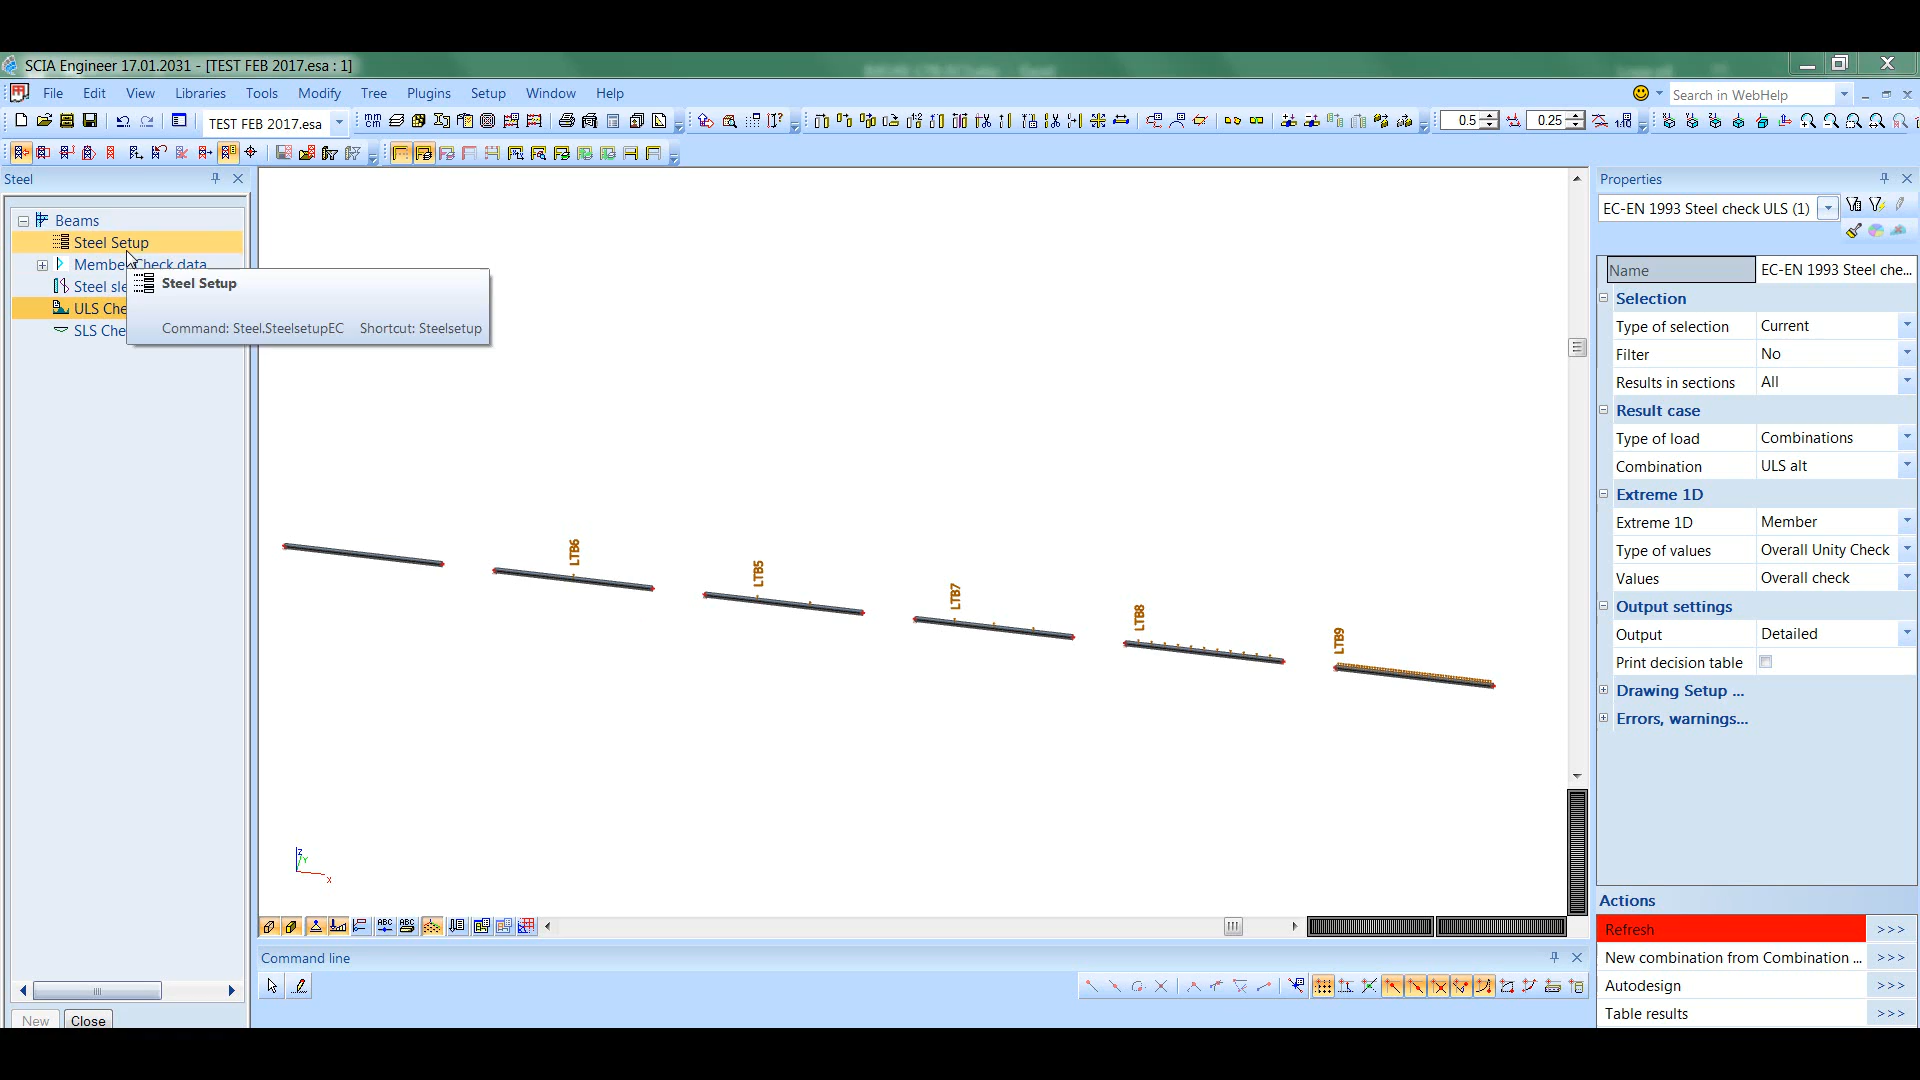 SCIA Engineer 17.01.2031 - [TEST FEB 2017.esa : 1]
File Edit View Libraries Tools Modify Tree Plugins Setup Window Help
Search in WebHelp
TEST FEB 2017.esa
0.5
0.25
Steel
Beams
Steel Setup
Member Check data
Steel sle
ULS Che
SLS Che
Steel Setup
Command: Steel.SteelsetupEC Shortcut: Steelsetup
LTB6
LTB5
LTB7
LTB8
LTB9
Z
Y
X
New
Close
Command line
Properties
EC-EN 1993 Steel check ULS (1)
Name EC-EN 1993 Steel che...
Selection
Type of selection Current
Filter No
Results in sections All
Result case
Type of load Combinations
Combination ULS alt
Extreme 1D
Extreme 1D Member
Type of values Overall Unity Check
Values Overall check
Output settings
Output Detailed
Print decision table
Drawing Setup ...
Errors, warnings...
Actions
Refresh >>>
New combination from Combination ... >>>
Autodesign >>>
Table results >>>